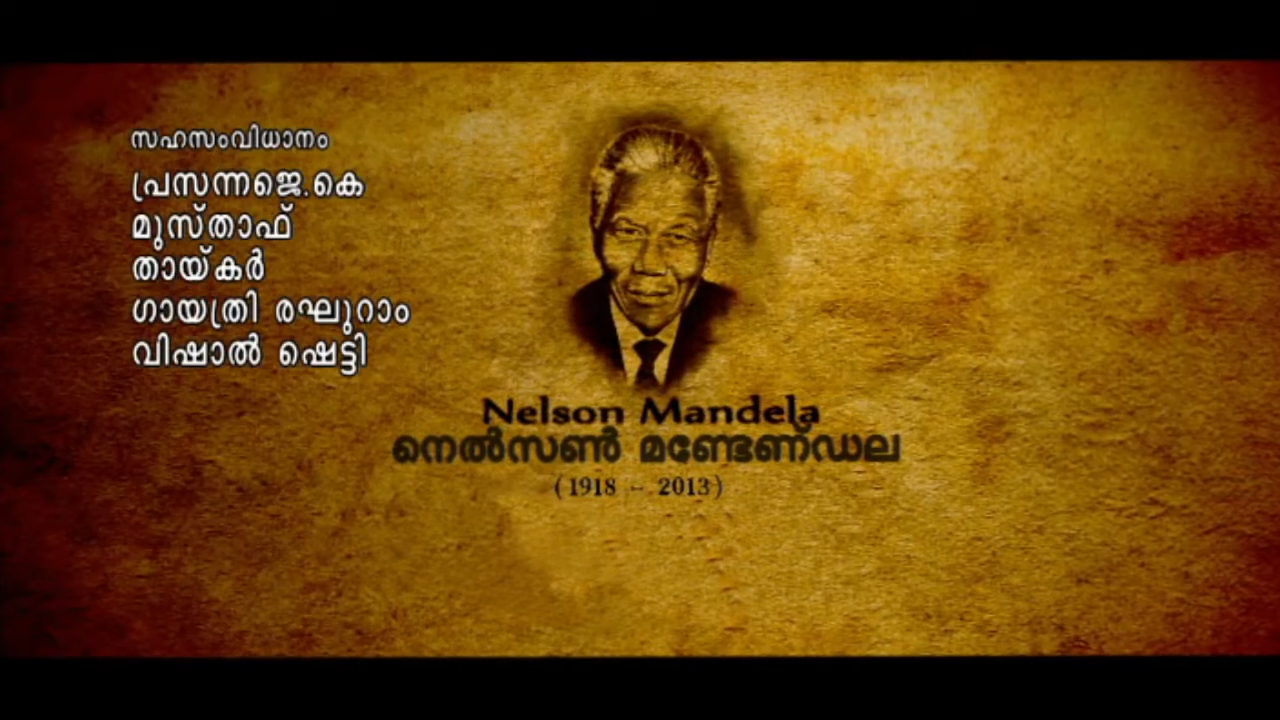 സഹസംവിധാനം
പ്രസന്നജെ.കെ
മുസ്താഫ്
തായ്കർ
ഗായത്രി രഘുറാം
വിഷാൽ ഷെട്ടി
Nelson Mandela
നെൽസൺ മണ്ടേണ്ഡല
(1918 - 2013)